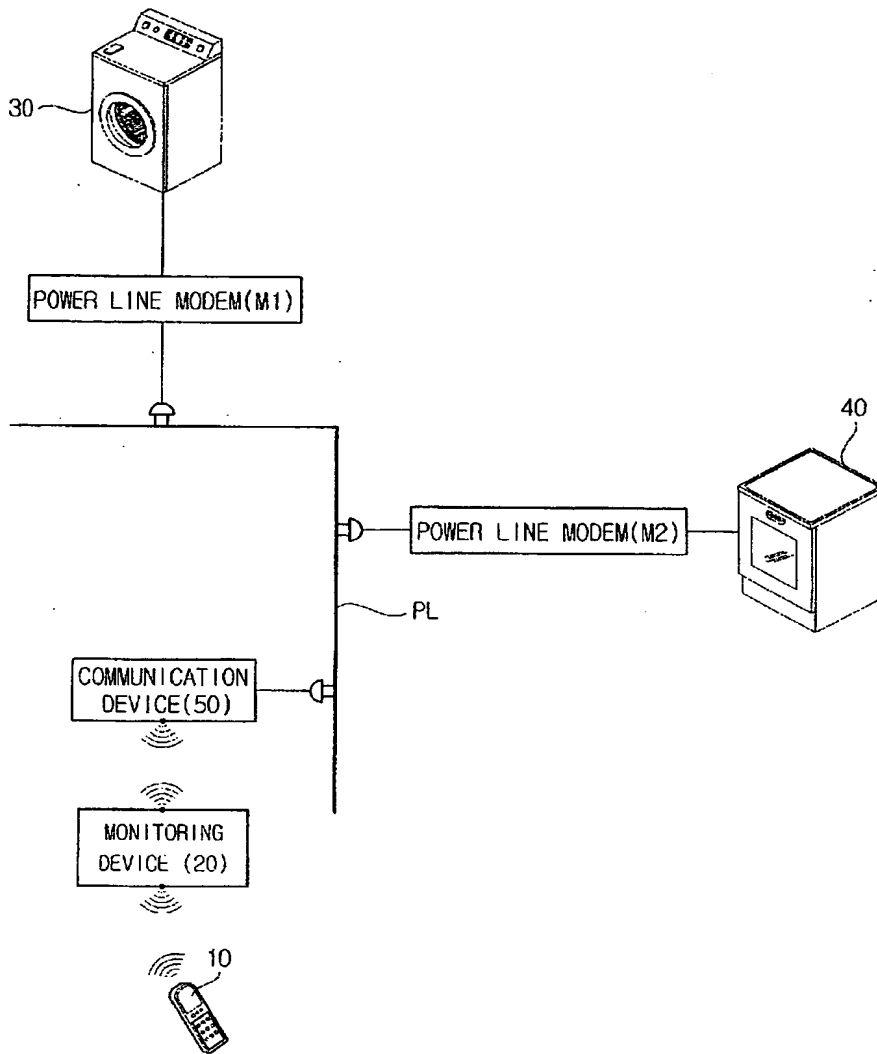 30
POWER LINE MODEM(M1)
40
POWER LINE MODEM(M2)
PL
COMMUNICATION
DEVICE(50)
MONITORING
DEVICE (20)
10